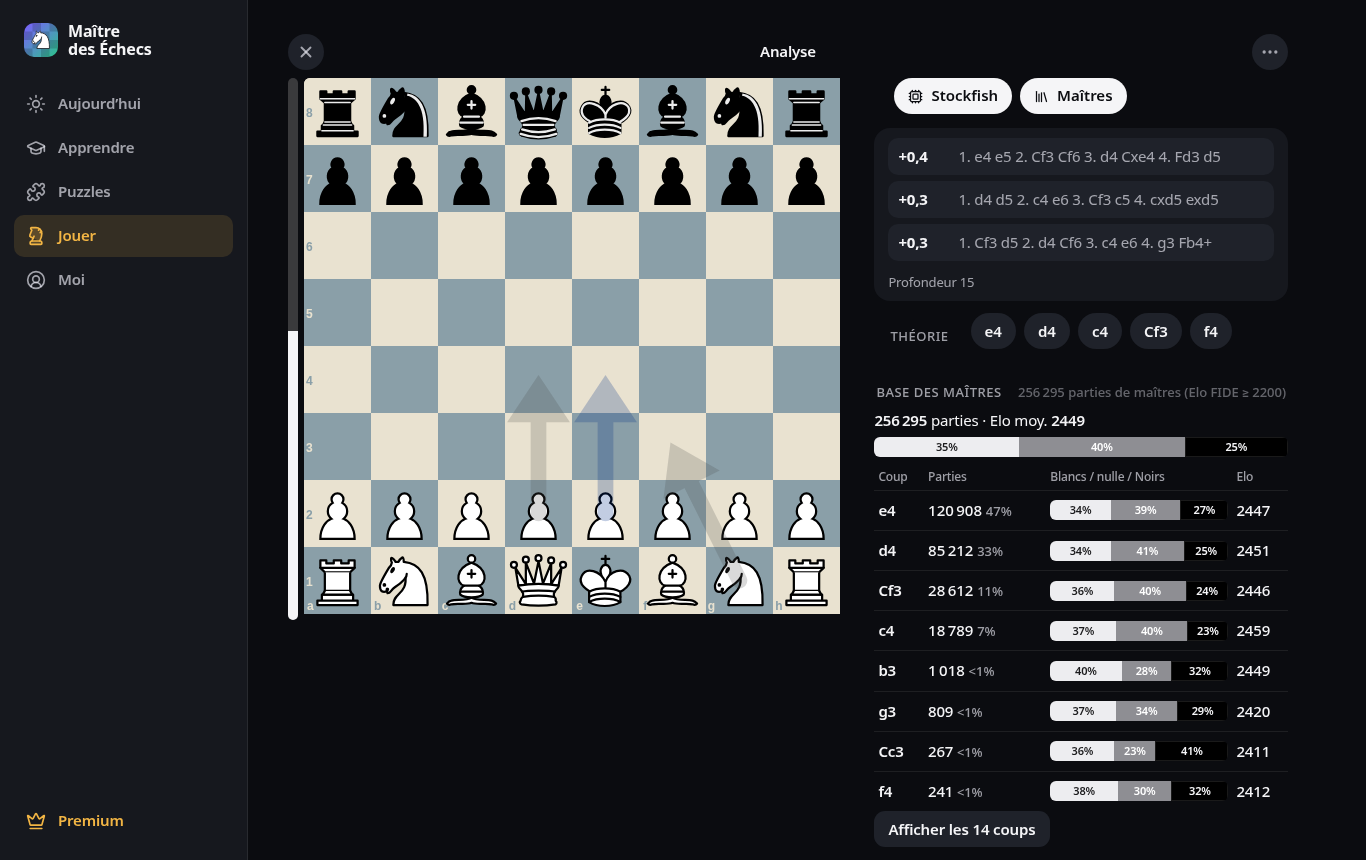 Maître
des Échecs
Aujourd’hui
Apprendre
Puzzles
Jouer
Moi
Premium
Analyse
8
7
6
5
4
3
2
1
a b c d e f g h
Stockfish
Maîtres
+0,4 1. e4 e5 2. Cf3 Cf6 3. d4 Cxe4 4. Fd3 d5
+0,3 1. d4 d5 2. c4 e6 3. Cf3 c5 4. cxd5 exd5
+0,3 1. Cf3 d5 2. d4 Cf6 3. c4 e6 4. g3 Fb4+
Profondeur 15
THÉORIE e4 d4 c4 Cf3 f4
BASE DES MAÎTRES 256 295 parties de maîtres (Elo FIDE ≥ 2200)
256 295 parties · Elo moy. 2449
35% 40% 25%
Coup Parties Blancs / nulle / Noirs Elo
e4 120 908 47% 34% 39% 27% 2447
d4 85 212 33% 34% 41% 25% 2451
Cf3 28 612 11% 36% 40% 24% 2446
c4 18 789 7% 37% 40% 23% 2459
b3 1 018 <1% 40% 28% 32% 2449
g3 809 <1% 37% 34% 29% 2420
Cc3 267 <1% 36% 23% 41% 2411
f4 241 <1% 38% 30% 32% 2412
Afficher les 14 coups